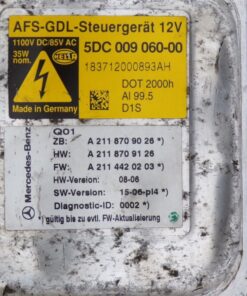 AFS-GDL-Steuergerät 12V
1100V DC/85V AC
35W
nom.
HELLA
5DC 009 060-00
183712000893AH
DOT 2000h
AI 99.5
D1S
Made in Germany
Mercedes-Benz
Q01
ZB: A 211 870 90 26 *)
HW: A 211 870 91 26
FW: A 211 442 02 03 *)
HW-Version: 08-06
SW-Version: 15-06-pl4 *)
Diagnostic-ID: 0002 *)
*) gültig bis zu evtl. FW-Aktualisierung